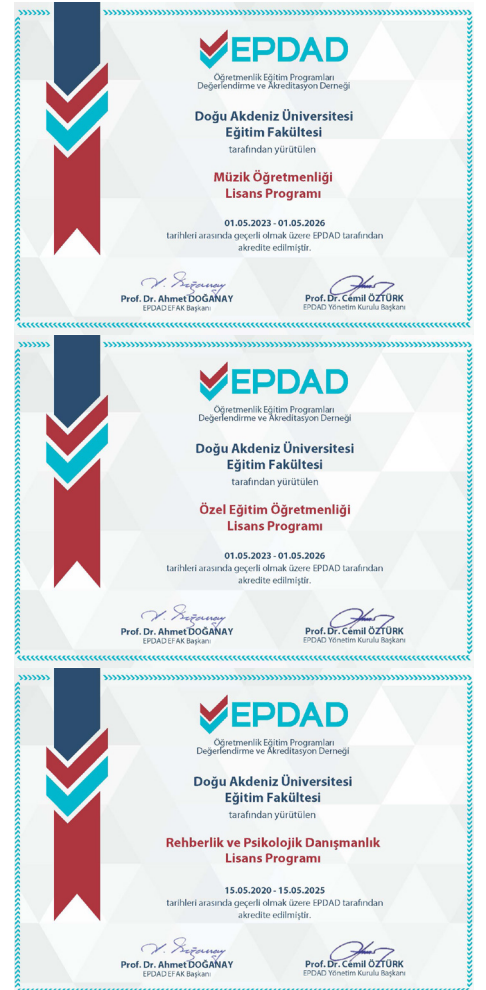 EPDAD
Öğretmenlik Eğitim Programları
Değerlendirme ve Akreditasyon Derneği
Doğu Akdeniz Üniversitesi
Eğitim Fakültesi
tarafından yürütülen
Müzik Öğretmenliği
Lisans Programı
01.05.2023 - 01.05.2026
tarihleri arasında geçerli olmak üzere EPDAD tarafından
akredite edilmiştir.
Prof. Dr. Ahmet DOĞANAY
EPDAD EFAK Başkanı
Prof. Dr. Cemil ÖZTÜRK
EPDAD Yönetim Kurulu Başkanı
EPDAD
Öğretmenlik Eğitim Programları
Değerlendirme ve Akreditasyon Derneği
Doğu Akdeniz Üniversitesi
Eğitim Fakültesi
tarafından yürütülen
Özel Eğitim Öğretmenliği
Lisans Programı
01.05.2023 - 01.05.2026
tarihleri arasında geçerli olmak üzere EPDAD tarafından
akredite edilmiştir.
Prof. Dr. Ahmet DOĞANAY
EPDAD EFAK Başkanı
Prof. Dr. Cemil ÖZTÜRK
EPDAD Yönetim Kurulu Başkanı
EPDAD
Öğretmenlik Eğitim Programları
Değerlendirme ve Akreditasyon Derneği
Doğu Akdeniz Üniversitesi
Eğitim Fakültesi
tarafından yürütülen
Rehberlik ve Psikolojik Danışmanlık
Lisans Programı
15.05.2020 - 15.05.2025
tarihleri arasında geçerli olmak üzere EPDAD tarafından
akredite edilmiştir.
Prof. Dr. Ahmet DOĞANAY
EPDAD EFAK Başkanı
Prof. Dr. Cemil ÖZTÜRK
EPDAD Yönetim Kurulu Başkanı